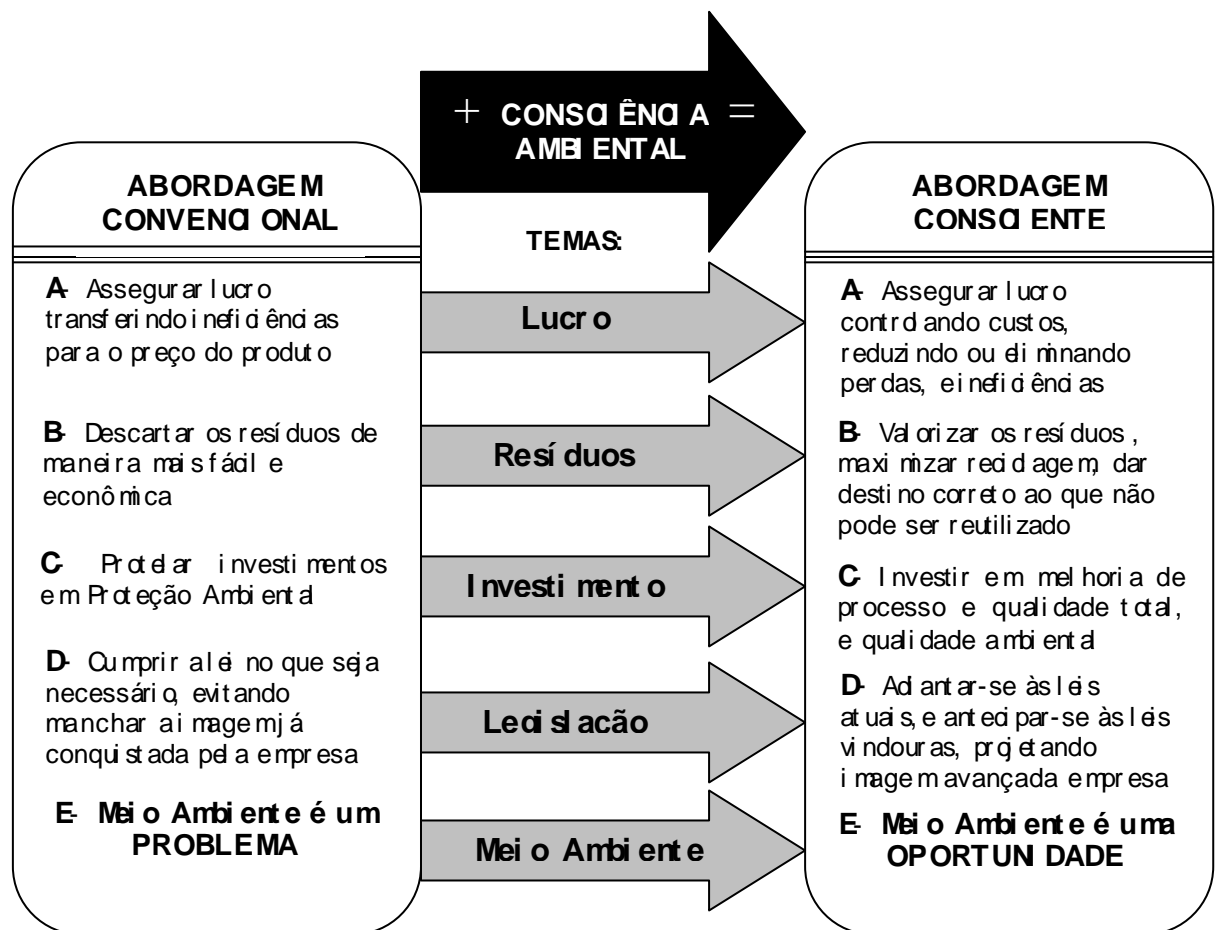 + CONSCIÊNCIA =
AMBIENTAL
ABORDAGEM
CONVENCIONAL
A- Assegurar lucro
transferindo ineficiências
para o preço do produto
B- Descartar os resíduos de
maneira mais fácil e
econômica
C- Protelar investimentos
em Proteção Ambiental
D- Cumprir a lei no que seja
necessário, evitando
manchar a imagem já
conquistada pela empresa
E- Meio Ambiente é um
PROBLEMA
TEMAS:
Lucro
Resíduos
Investimento
Legislação
Meio Ambiente
ABORDAGEM
CONSCIENTE
A- Assegurar lucro
controlando custos,
reduzindo ou eliminando
perdas, e ineficiências
B- Valorizar os resíduos,
maximizar reciclagem, dar
destino correto ao que não
pode ser reutilizado
C- Investir em melhoria de
processo e qualidade total,
e qualidade ambiental
D- Adiantar-se às leis
atuais, e antecipar-se às leis
vindouras, projetando
imagem avançada empresa
E- Meio Ambiente é uma
OPORTUNIDADE